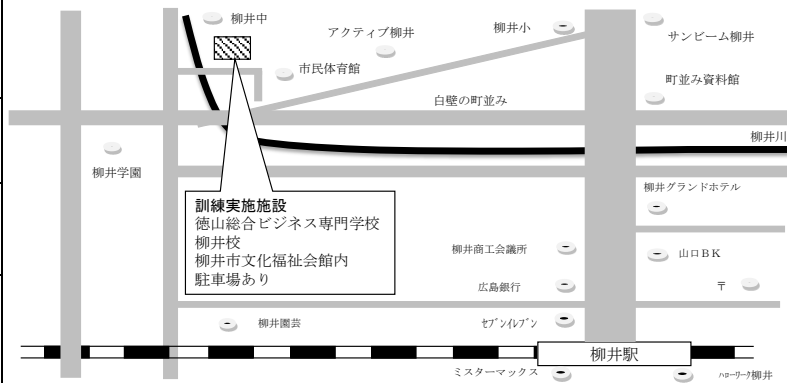 柳井中
アクティブ柳井
柳井小
サンビーム柳井
市民体育館
町並み資料館
白壁の町並み
柳井川
柳井学園
柳井グランドホテル
訓練実施施設
徳山総合ビジネス専門学校
柳井校
柳井市文化福祉会館内
駐車場あり
柳井商工会議所
山口BK
広島銀行
〒
柳井園芸
ｾﾌﾞﾝｲﾚﾌﾞﾝ
柳井駅
ミスターマックス
ﾊﾛｰﾜｰｸ柳井